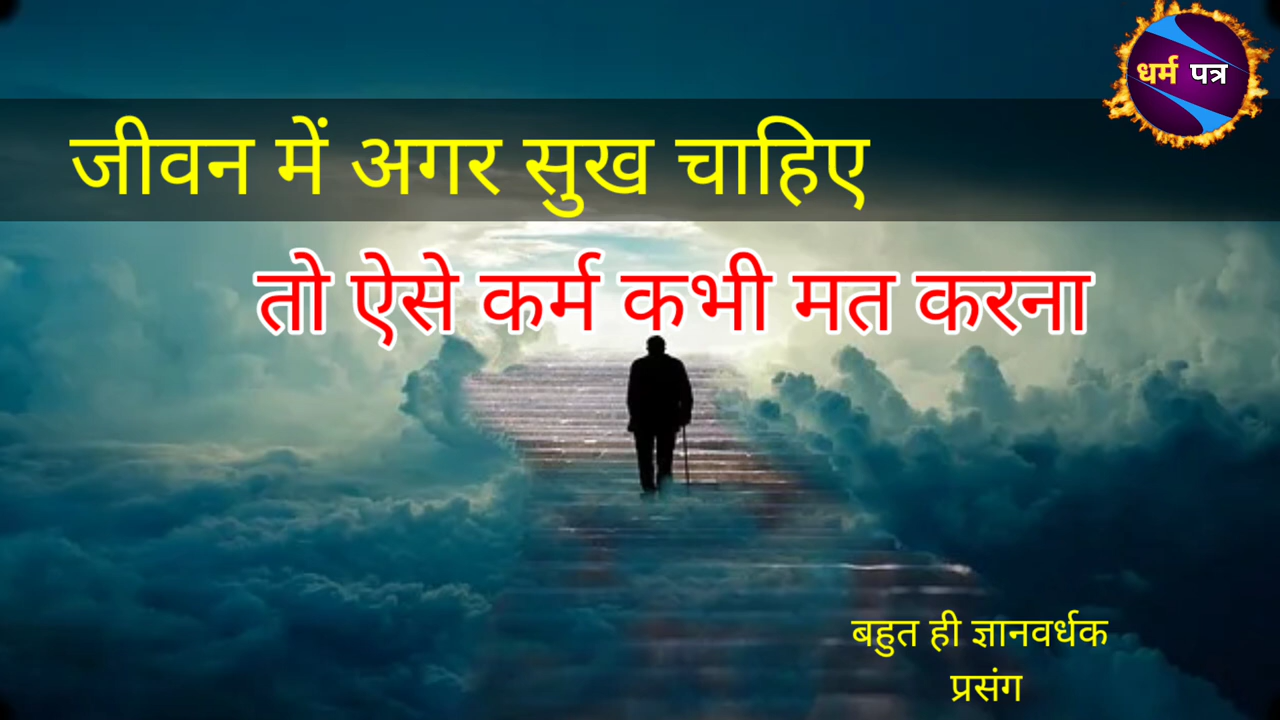 धर्म पत्र
जीवन में अगर सुख चाहिए
तो ऐसे कर्म कभी मत करना
बहुत ही ज्ञानवर्धक
प्रसंग